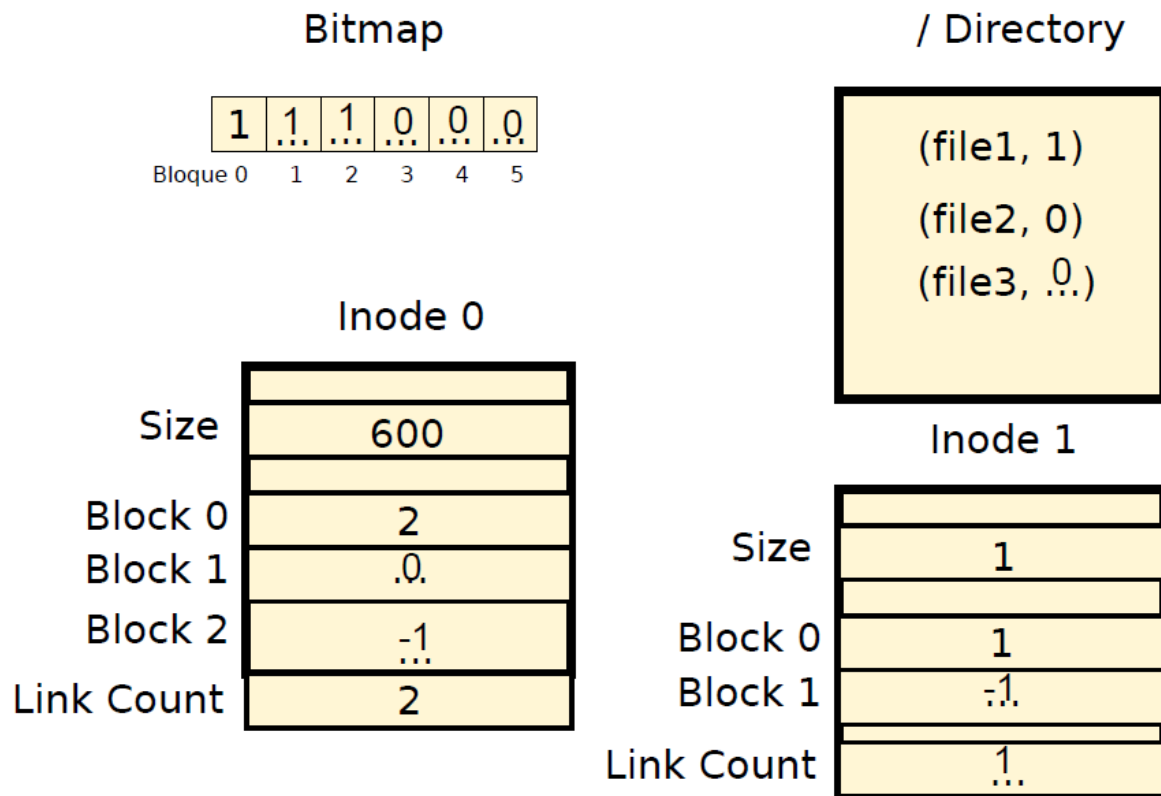 Bitmap
1 1 1 0 0 0
... ... ... ... ...
Bloque 0 1 2 3 4 5
/ Directory
(file1, 1)
(file2, 0)
(file3, 0...)
Inode 0
Size 600
Block 0 2
Block 1 0...
Block 2 -1...
Link Count 2
Inode 1
Size 1
Block 0 1
Block 1 -1...
Link Count 1...